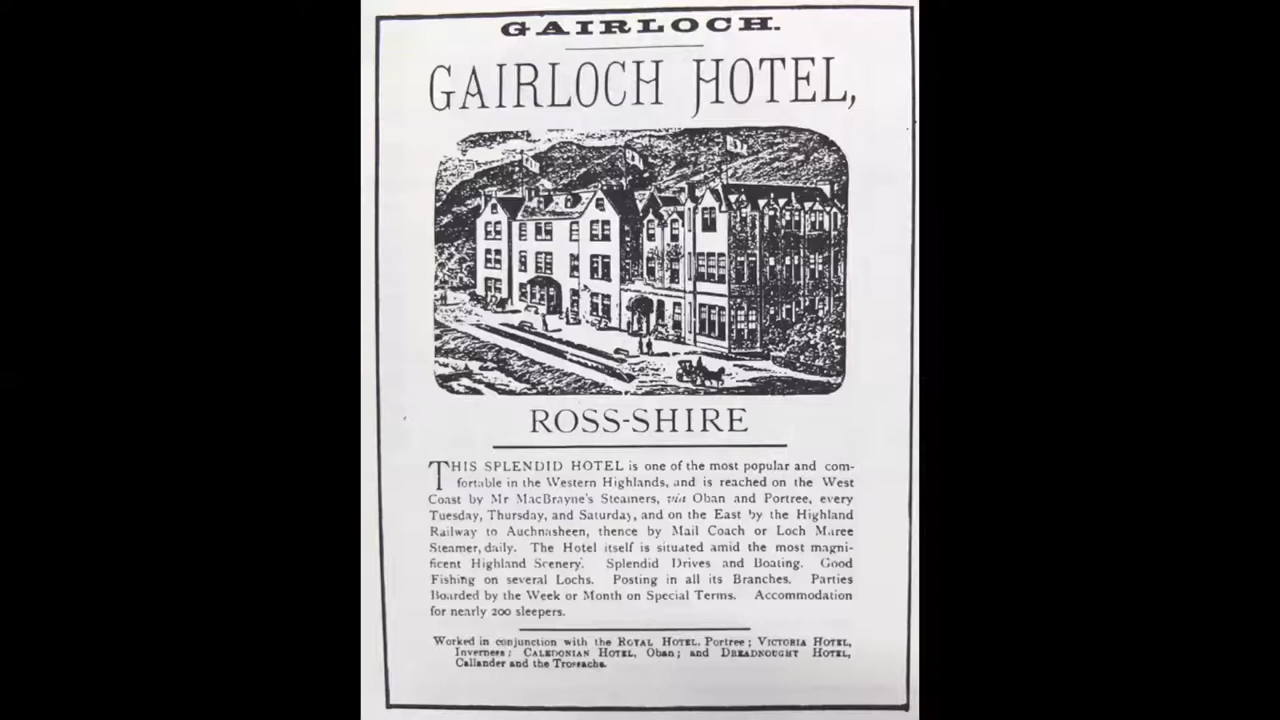 GAIRLOCH.
GAIRLOCH HOTEL,
ROSS-SHIRE
THIS SPLENDID HOTEL is one of the most popular and com-
fortable in the Western Highlands, and is reached on the West
Coast by Mr MacBrayne's Steamers, via Oban and Portree, every
Tuesday, Thursday, and Saturday, and on the East by the Highland
Railway to Auchnasheen, thence by Mail Coach or Loch Maree
Steamer, daily. The Hotel itself is situated amid the most magni-
ficent Highland Scenery. Splendid Drives and Boating. Good
Fishing on several Lochs. Posting in all its Branches. Parties
Boarded by the Week or Month on Special Terms. Accommodation
for nearly 200 sleepers.
Worked in conjunction with the ROYAL HOTEL, Portree; VICTORIA HOTEL,
Inverness; CALEDONIAN HOTEL, Oban; and DREADNOUGHT HOTEL,
Callander and the Trossachs.